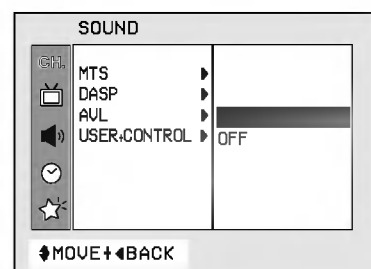 SOUND
CH.
MTS
DASP
AVL
USER+CONTROL
OFF
MOVE+BACK